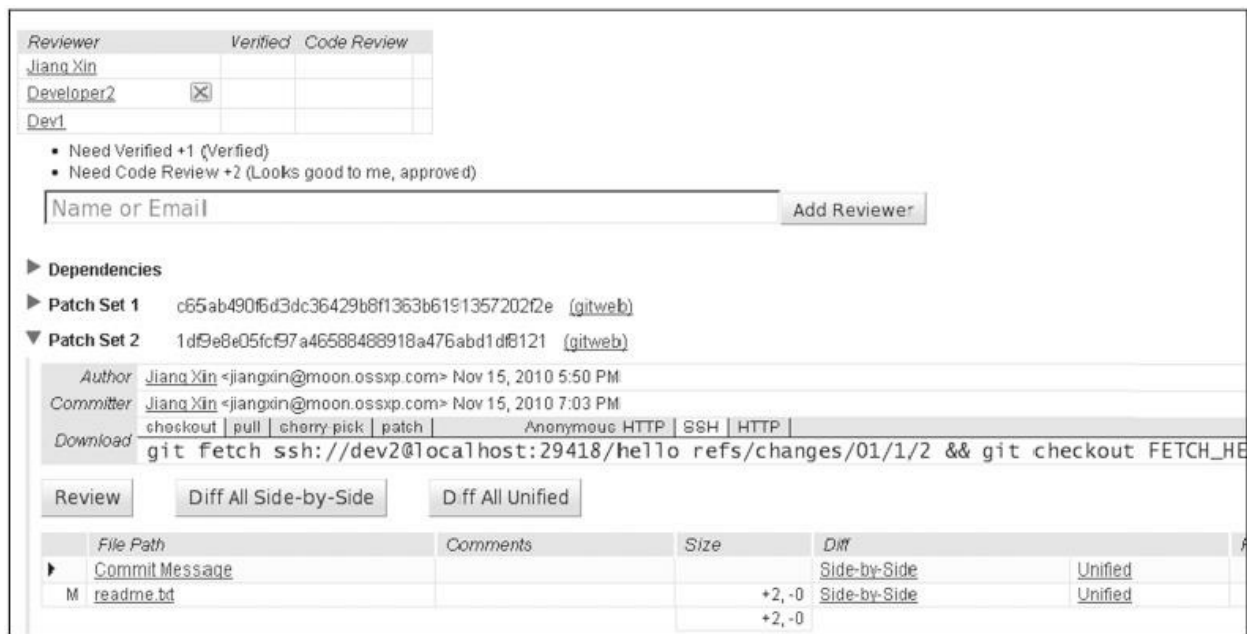 Reviewer Verified Code Review
Jiang Xin
Developer2
Dev1
• Need Verified +1 (Verified)
• Need Code Review +2 (Looks good to me, approved)
Name or Email Add Reviewer
Dependencies
Patch Set 1 c65ab490f6d3dc36429b8f1363b6191357202f2e (gitweb)
Patch Set 2 1df9e8e05fcf97a46588488918a476abd1df8121 (gitweb)
Author Jiang Xin <jiangxin@moon.ossxp.com> Nov 15, 2010 5:50 PM
Committer Jiang Xin <jiangxin@moon.ossxp.com> Nov 15, 2010 7:03 PM
Download checkout | pull | cherry-pick | patch | Anonymous HTTP | SSH | HTTP |
git fetch ssh://dev2@localhost:29418/hello refs/changes/01/1/2 && git checkout FETCH_HE
Review Diff All Side-by-Side Diff All Unified
File Path Comments Size Diff
Commit Message Side-by-Side Unified
M readme.txt +2, -0 Side-by-Side Unified
+2, -0